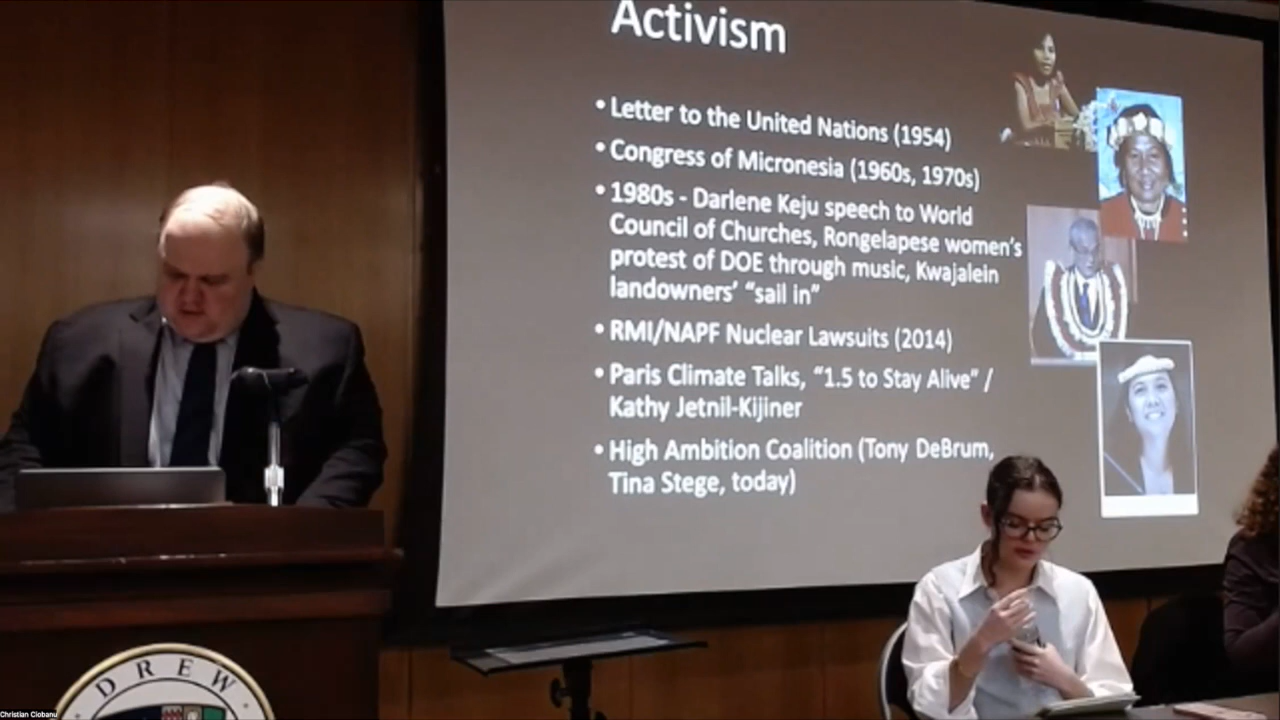 Activism
• Letter to the United Nations (1954)
• Congress of Micronesia (1960s, 1970s)
• 1980s - Darlene Keju speech to World
Council of Churches, Rongelapese women's
protest of DOE through music, Kwajalein
landowners' "sail in"
• RMI/NAPF Nuclear Lawsuits (2014)
• Paris Climate Talks, "1.5 to Stay Alive" /
Kathy Jetnil-Kijiner
• High Ambition Coalition (Tony DeBrum,
Tina Stege, today)
DREW
Christian Ciobanu